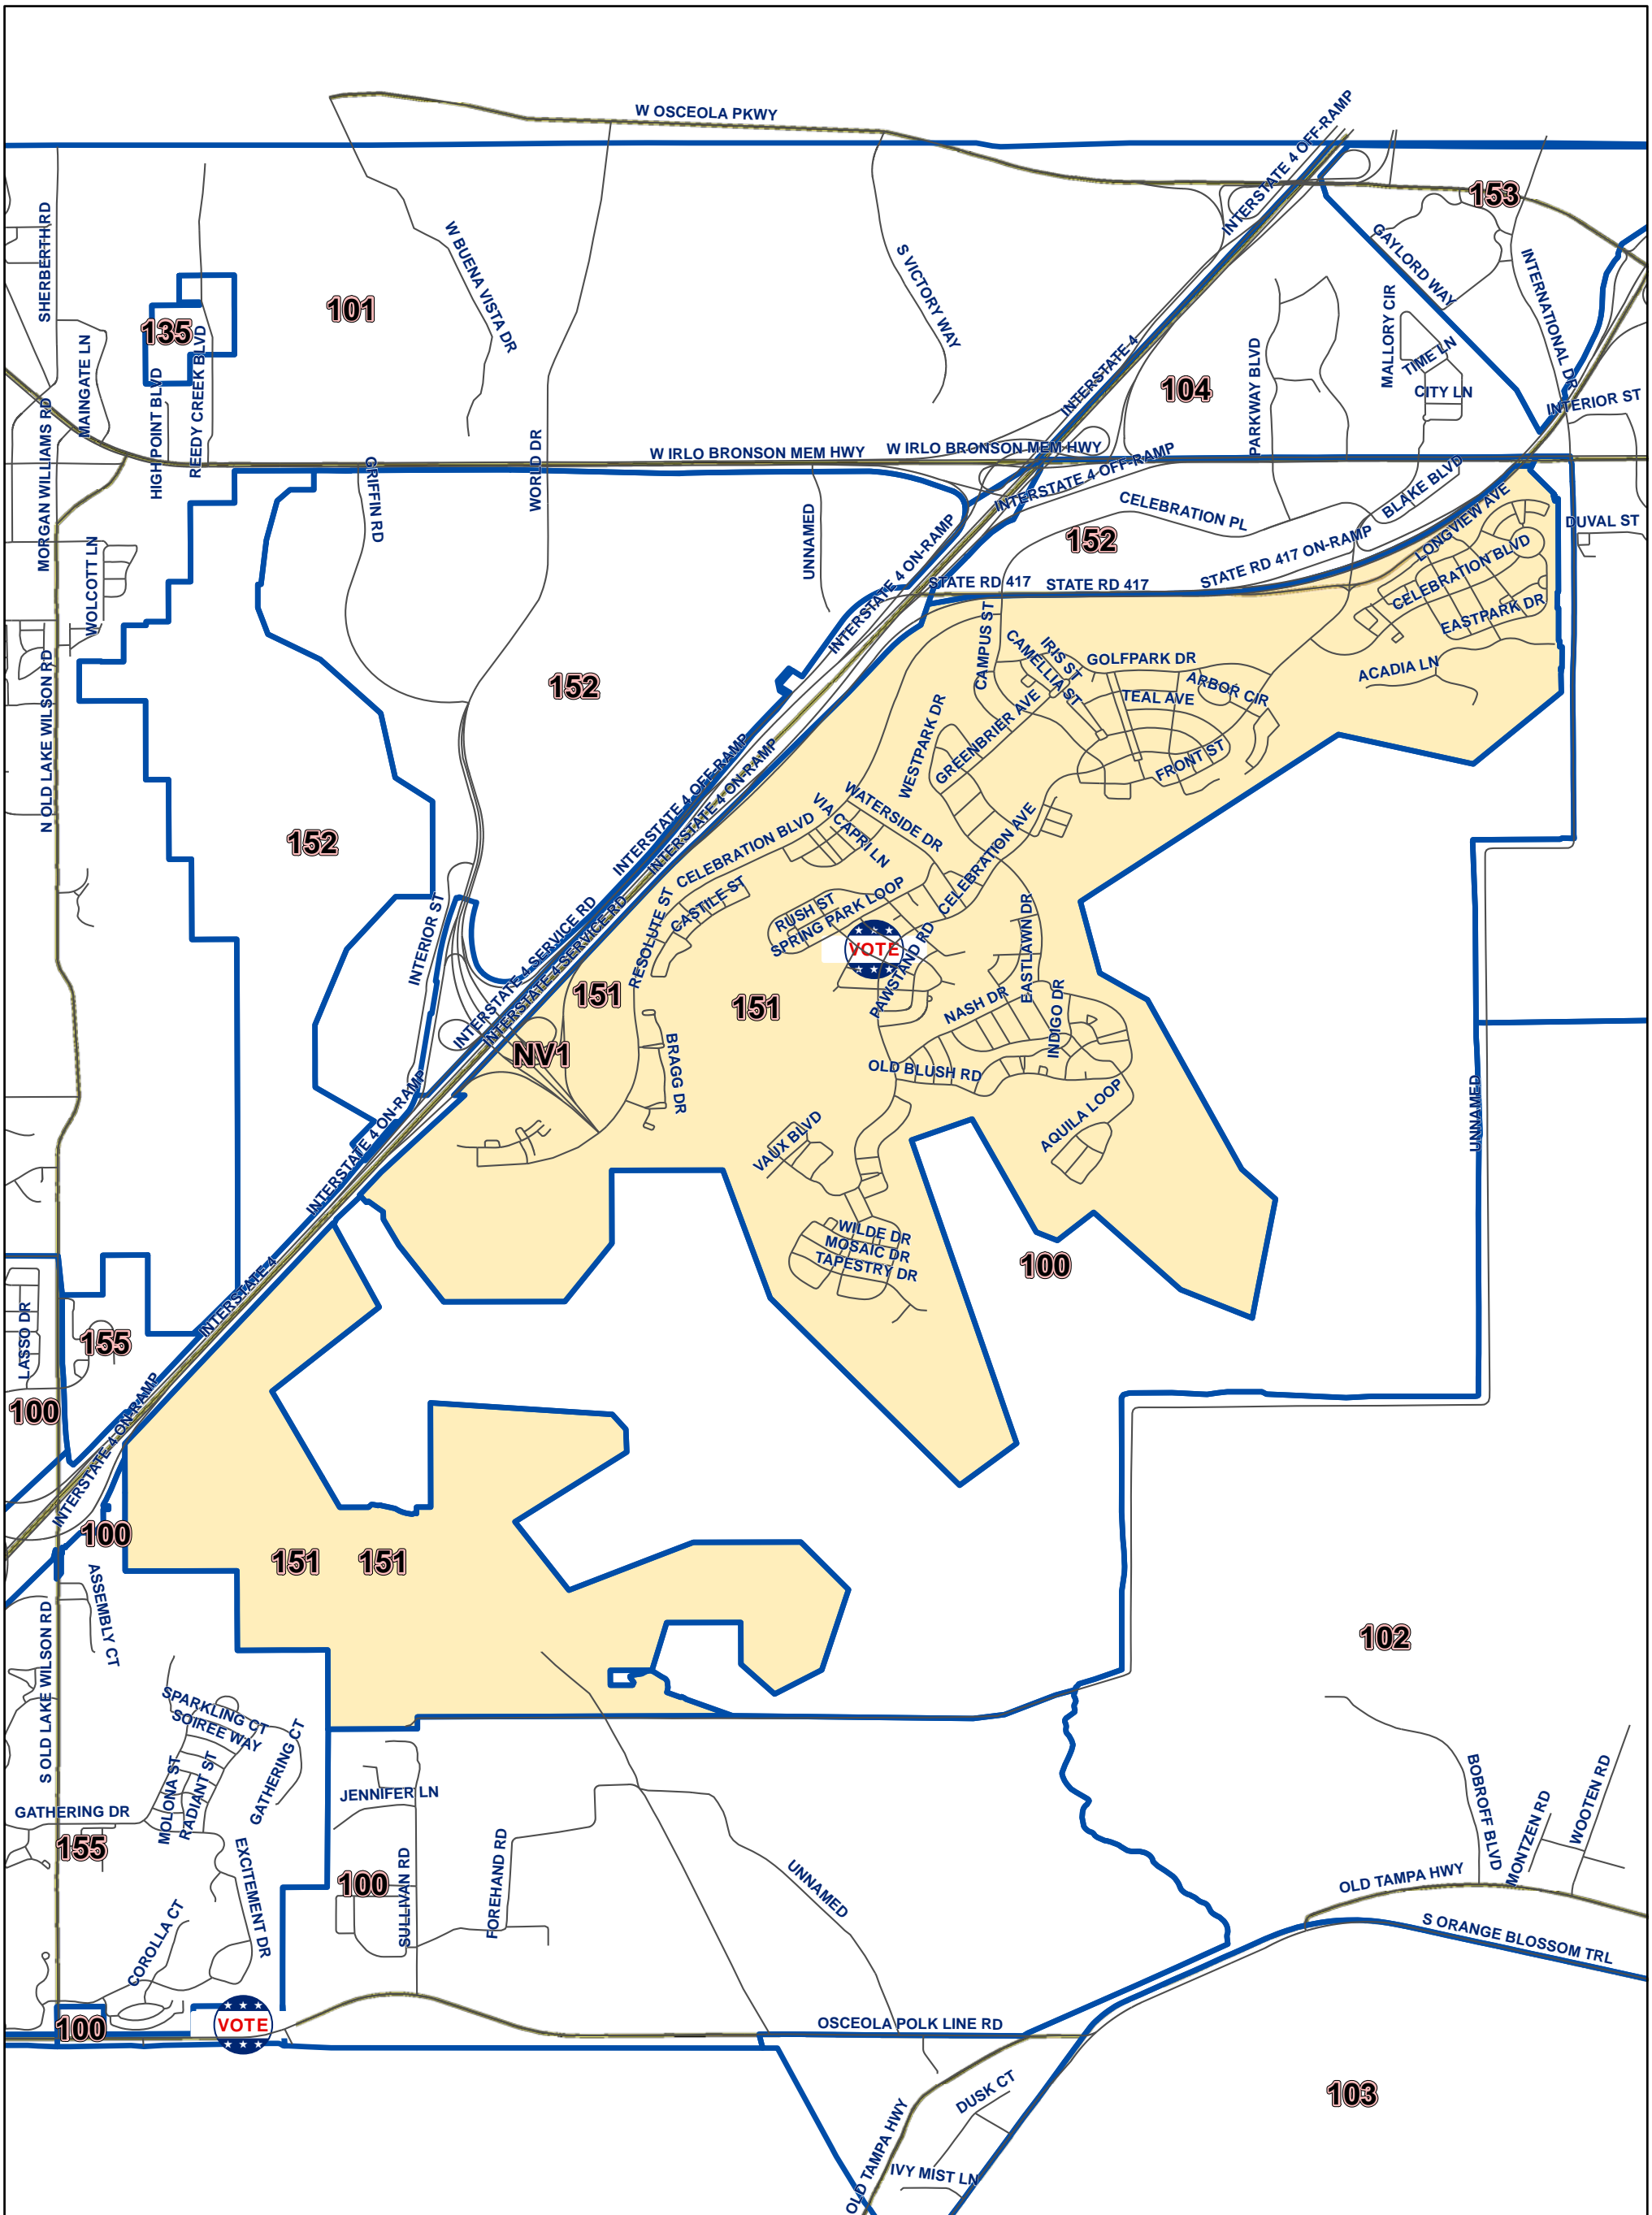 W OSCEOLA PKWY
INTERSTATE 4 OFF-RAMP
153
SHERBERTH RD
W BUENA VISTA DR
S VICTORY WAY
GAYLORD WAY
INTERNATIONAL DR
101
135
MAINGATE LN
HIGH POINT BLVD
REEDY CREEK BLVD
INTERSTATE 4
104
PARKWAY BLVD
MALLORY CIR
TIME LN
CITY LN
INTERIOR ST
MORGAN WILLIAMS RD
W IRLO BRONSON MEM HWY
W IRLO BRONSON MEM HWY
GRIFFIN RD
WORLD DR
UNNAMED
INTERSTATE 4 OFF-RAMP
CELEBRATION PL
BLAKE BLVD
LONGVIEW AVE
DUVAL ST
152
WOLCOTT LN
INTERSTATE 4 ON-RAMP
STATE RD 417
STATE RD 417
STATE RD 417 ON-RAMP
CELEBRATION BLVD
EASTPARK DR
ACADIA LN
N OLD LAKE WILSON RD
152
CAMPUS ST
CAMELLIA ST
IRIS ST
GOLFPARK DR
TEAL AVE
ARBOR CIR
WESTPARK DR
GREENBRIER AVE
FRONT ST
152
INTERSTATE 4 OFF-RAMP
INTERSTATE 4 ON-RAMP
CELEBRATION BLVD
VIA CAPRI LN
WATERSIDE DR
CELEBRATION AVE
INTERIOR ST
INTERSTATE 4 SERVICE RD
INTERSTATE 4 SERVICE RD
RESOLUTE ST
CASTILE ST
RUSH ST
SPRING PARK LOOP
VOTE
PAWSTAND RD
EASTLAWN DR
NASH DR
INDIGO DR
151
151
NV1
BRAGG DR
OLD BLUSH RD
AQUILA LOOP
VAUX BLVD
UNNAMED
INTERSTATE 4 ON-RAMP
WILDE DR
MOSAIC DR
TAPESTRY DR
100
INTERSTATE 4
LASSO DR
155
100
INTERSTATE 4 ON-RAMP
100
151
151
ASSEMBLY CT
S OLD LAKE WILSON RD
102
SPARKLING CT
SOIREE WAY
GATHERING CT
MOLONA ST
RADIANT ST
GATHERING DR
JENNIFER LN
155
EXCITEMENT DR
100
SULLIVAN RD
FOREHAND RD
UNNAMED
BOBROFF BLVD
MONTZEN RD
WOOTEN RD
OLD TAMPA HWY
S ORANGE BLOSSOM TRL
COROLLA CT
100
VOTE
OSCEOLA POLK LINE RD
103
DUSK CT
OLD TAMPA HWY
IVY MIST LN